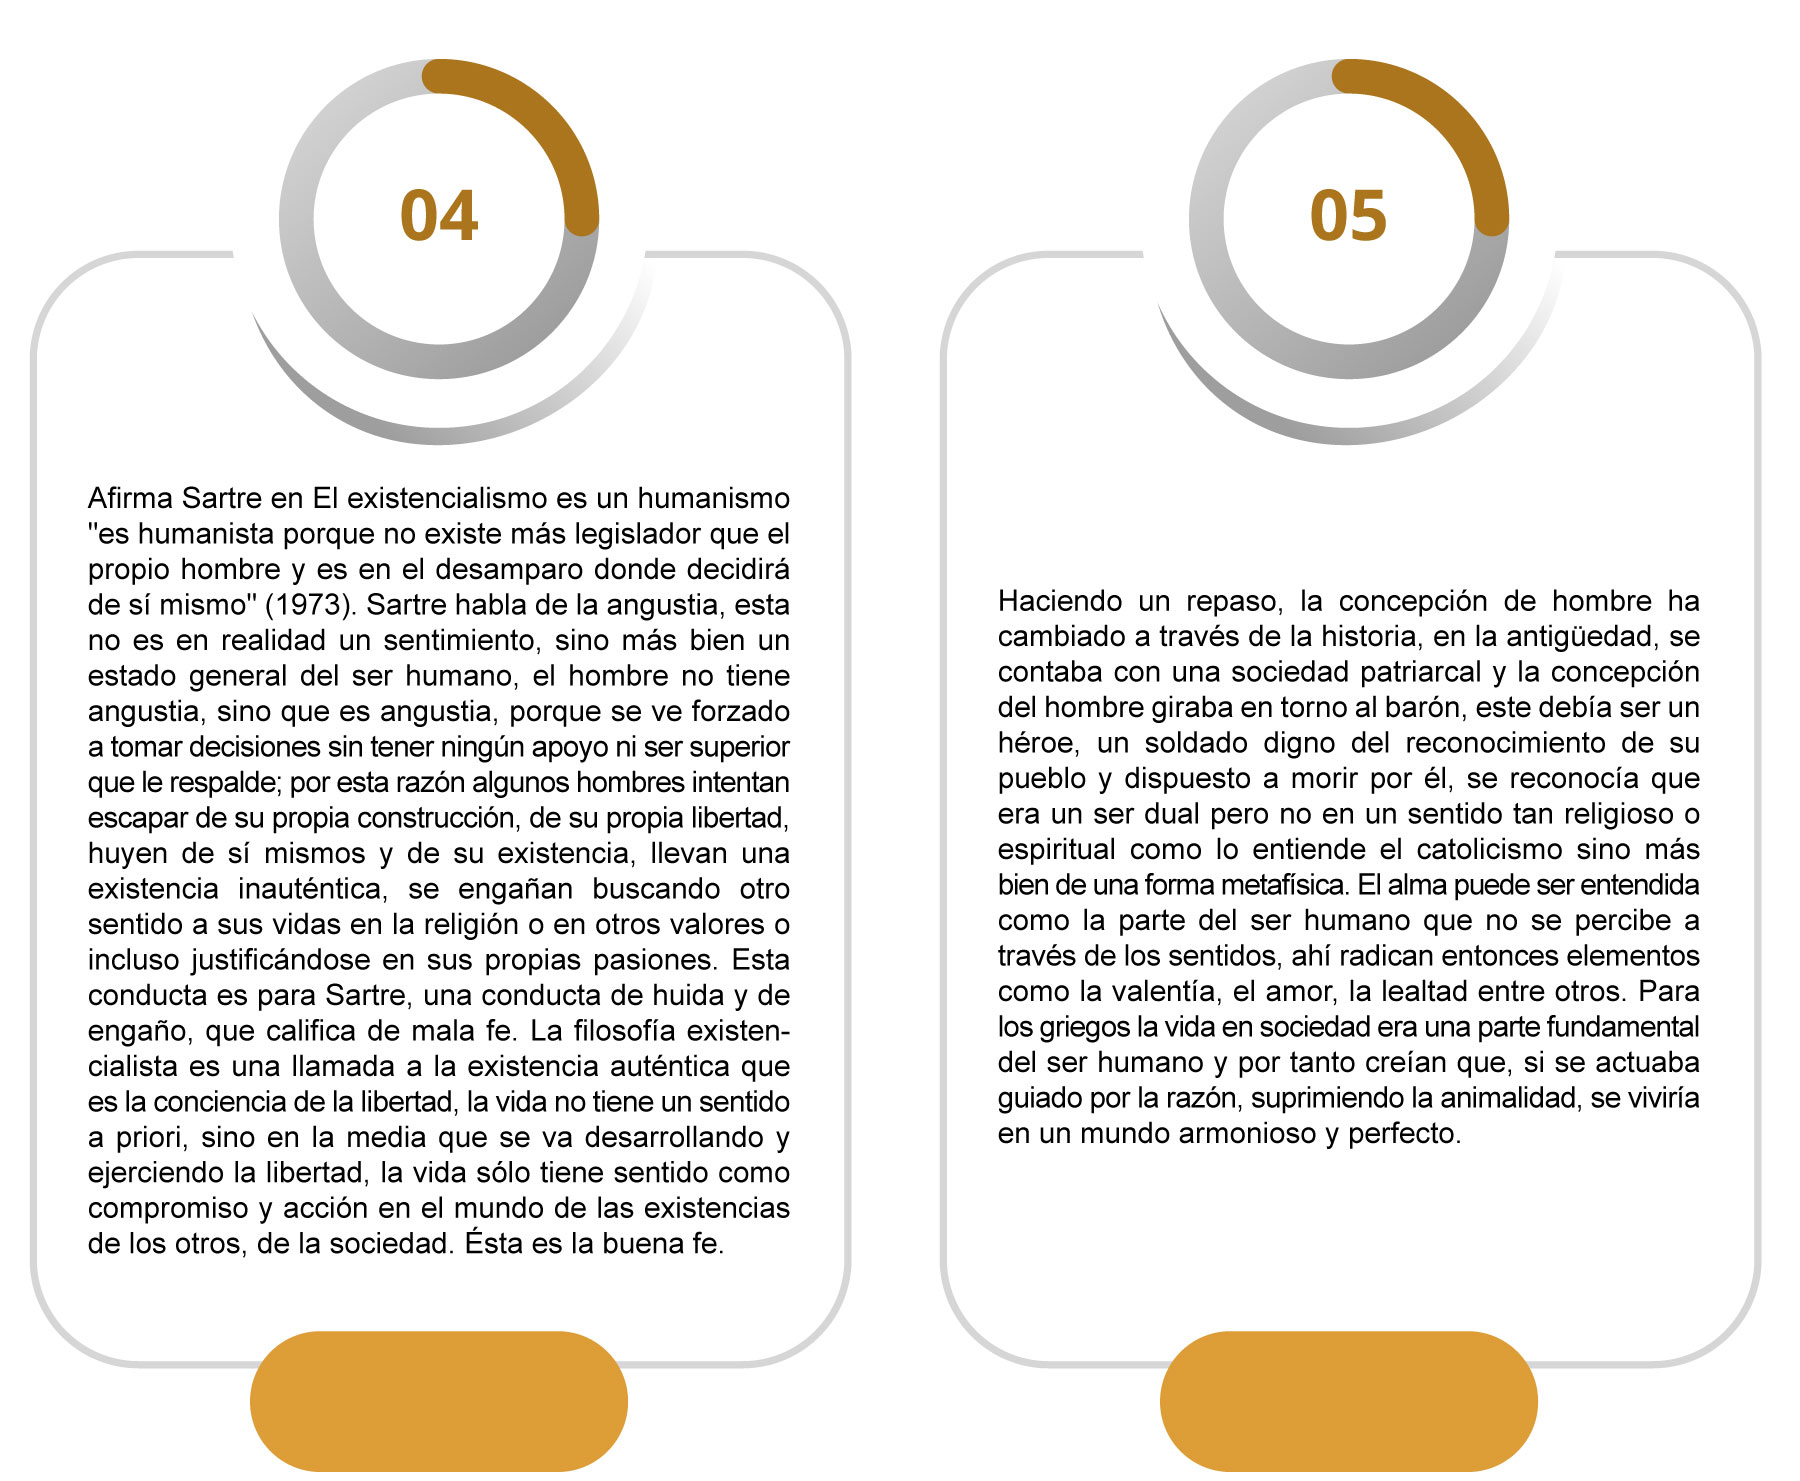 04
Afirma Sartre en El existencialismo es un humanismo
"es humanista porque no existe más legislador que el
propio hombre y es en el desamparo donde decidirá
de sí mismo" (1973). Sartre habla de la angustia, esta
no es en realidad un sentimiento, sino más bien un
estado general del ser humano, el hombre no tiene
angustia, sino que es angustia, porque se ve forzado
a tomar decisiones sin tener ningún apoyo ni ser superior
que le respalde; por esta razón algunos hombres intentan
escapar de su propia construcción, de su propia libertad,
huyen de sí mismos y de su existencia, llevan una
existencia inauténtica, se engañan buscando otro
sentido a sus vidas en la religión o en otros valores o
incluso justificándose en sus propias pasiones. Esta
conducta es para Sartre, una conducta de huida y de
engaño, que califica de mala fe. La filosofía existen-
cialista es una llamada a la existencia auténtica que
es la conciencia de la libertad, la vida no tiene un sentido
a priori, sino en la media que se va desarrollando y
ejerciendo la libertad, la vida sólo tiene sentido como
compromiso y acción en el mundo de las existencias
de los otros, de la sociedad. Ésta es la buena fe.
05
Haciendo un repaso, la concepción de hombre ha
cambiado a través de la historia, en la antigüedad, se
contaba con una sociedad patriarcal y la concepción
del hombre giraba en torno al barón, este debía ser un
héroe, un soldado digno del reconocimiento de su
pueblo y dispuesto a morir por él, se reconocía que
era un ser dual pero no en un sentido tan religioso o
espiritual como lo entiende el catolicismo sino más
bien de una forma metafísica. El alma puede ser entendida
como la parte del ser humano que no se percibe a
través de los sentidos, ahí radican entonces elementos
como la valentía, el amor, la lealtad entre otros. Para
los griegos la vida en sociedad era una parte fundamental
del ser humano y por tanto creían que, si se actuaba
guiado por la razón, suprimiendo la animalidad, se viviría
en un mundo armonioso y perfecto.